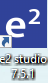 e²
e² studio
7.5.1